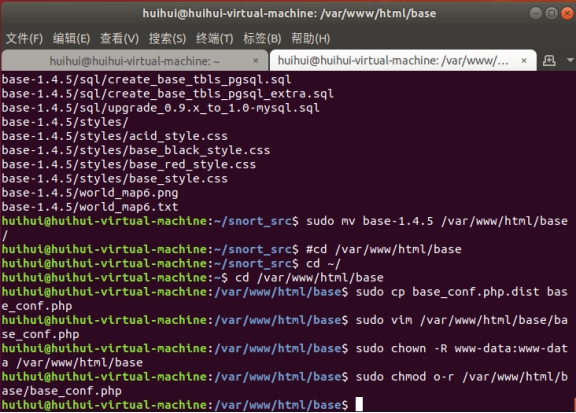 huihui@huihui-virtual-machine: /var/www/html/base
文件(F) 编辑(E) 查看(V) 搜索(S) 终端(T) 标签(B) 帮助(H)
huihui@huihui-virtual-machine: ~ × huihui@huihui-virtual-machine: /var/www/... ×
base-1.4.5/sql/create_base_tbls_pgsql.sql
base-1.4.5/sql/create_base_tbls_pgsql_extra.sql
base-1.4.5/sql/upgrade_0.9.x_to_1.0-mysql.sql
base-1.4.5/styles/
base-1.4.5/styles/acid_style.css
base-1.4.5/styles/base_black_style.css
base-1.4.5/styles/base_red_style.css
base-1.4.5/styles/base_style.css
base-1.4.5/world_map6.png
base-1.4.5/world_map6.txt
huihui@huihui-virtual-machine:~/snort_src$ sudo mv base-1.4.5 /var/www/html/base
/
huihui@huihui-virtual-machine:~/snort_src$ #cd /var/www/html/base
huihui@huihui-virtual-machine:~/snort_src$ cd ~/
huihui@huihui-virtual-machine:~$ cd /var/www/html/base
huihui@huihui-virtual-machine:/var/www/html/base$ sudo cp base_conf.php.dist bas
e_conf.php
huihui@huihui-virtual-machine:/var/www/html/base$ sudo vim /var/www/html/base/ba
se_conf.php
huihui@huihui-virtual-machine:/var/www/html/base$ sudo chown -R www-data:www-dat
a /var/www/html/base
huihui@huihui-virtual-machine:/var/www/html/base$ sudo chmod o-r /var/www/html/b
ase/base_conf.php
huihui@huihui-virtual-machine:/var/www/html/base$